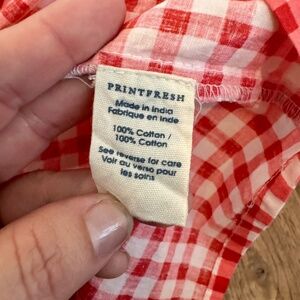 PRINTFRESH
Made in India
Fabriqué en Inde
100% Cotton /
100% Cotton
See reverse for care
Voir au verso pour
les soins